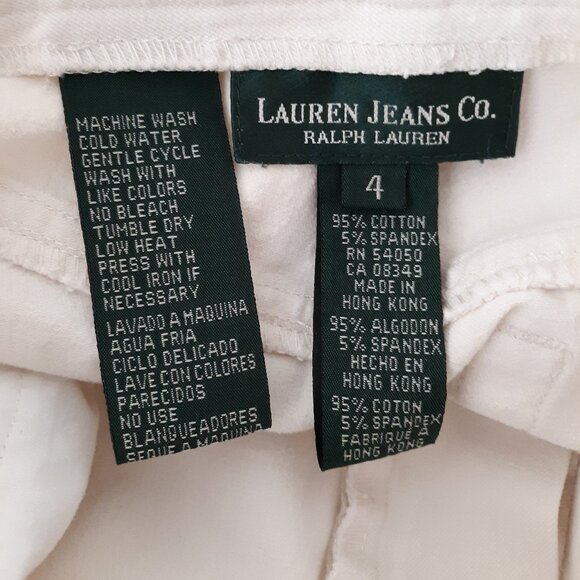 MACHINE WASH
COLD WATER
GENTLE CYCLE
WASH WITH
LIKE COLORS
NO BLEACH
TUMBLE DRY
LOW HEAT
PRESS WITH
COOL IRON IF
NECESSARY
LAVADO A MAQUINA
AGUA FRIA
CICLO DELICADO
LAVE CON COLORES
PARECIDOS
NO USE
BLANQUEADORES
SEQUE A MAQUINA
LAUREN JEANS CO.
RALPH LAUREN
4
95% COTTON
5% SPANDEX
RN 54050
CA 08349
MADE IN
HONG KONG
95% ALGODON
5% SPANDEX
HECHO EN
HONG KONG
95% COTON
5% SPANDEX
FABRIQUE A
HONG KONG